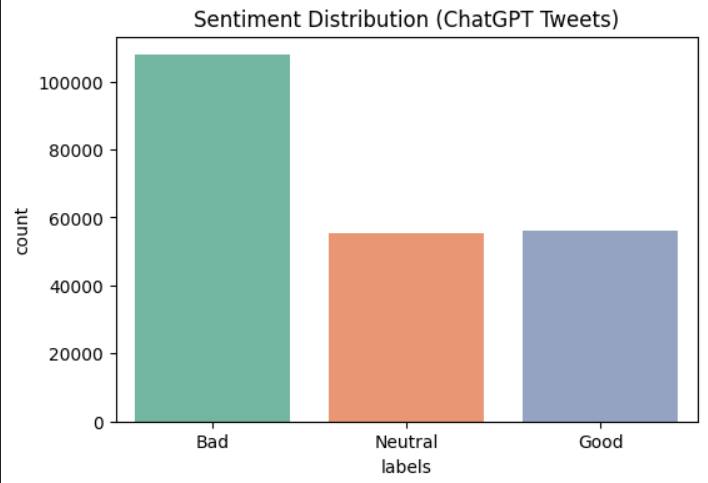 Sentiment Distribution (ChatGPT Tweets)
100000
80000
60000
40000
20000
0
count
Bad Neutral Good
labels